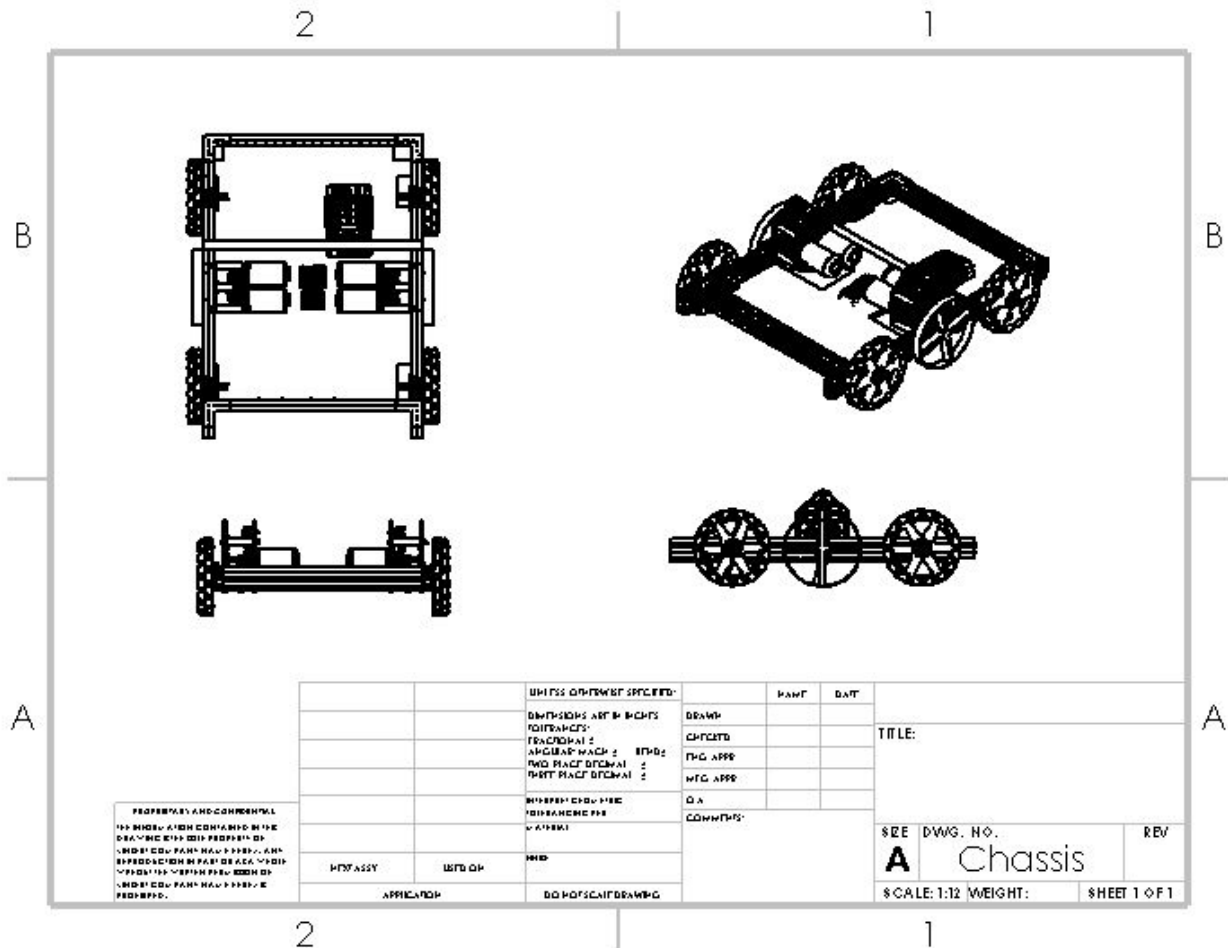 2 1
B B
A A
UNLESS OTHERWISE SPECIFIED:
DIMENSIONS ARE IN INCHES
TOLERANCES:
FRACTIONAL ±
ANGULAR: MACH ± BEND ±
TWO PLACE DECIMAL ±
THREE PLACE DECIMAL ±
INTERPRET GEOMETRIC
TOLERANCING PER:
MATERIAL
NAME DATE
DRAWN
CHECKED
ENG APPR.
MFG APPR.
Q.A.
COMMENTS:
TITLE:
PROPRIETARY AND CONFIDENTIAL
NEXT ASSY USED ON
APPLICATION
DO NOT SCALE DRAWING
SIZE DWG. NO. REV
A Chassis
SCALE: 1:12 WEIGHT: SHEET 1 OF 1
2 1